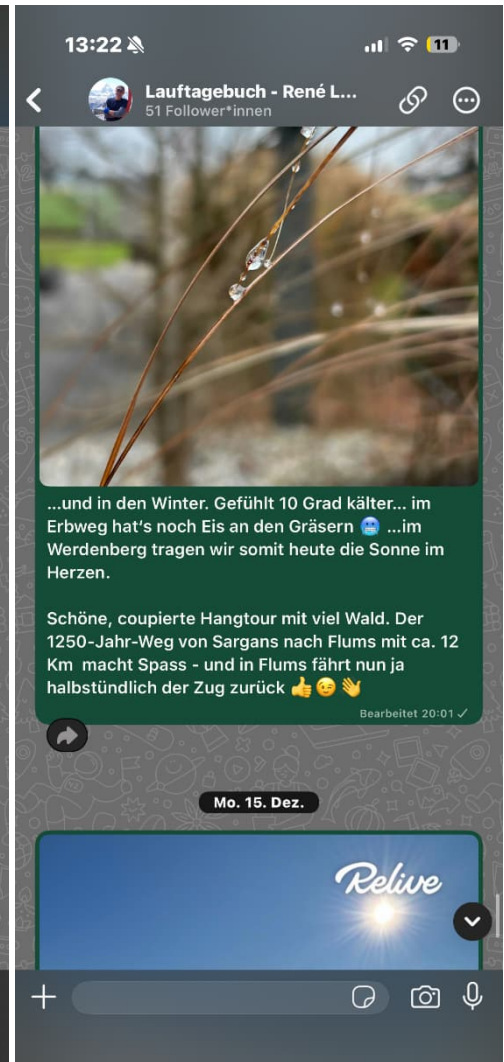 13:22
11
Lauftagebuch - René L...
51 Follower*innen
...und in den Winter. Gefühlt 10 Grad kälter... im
Erbweg hat's noch Eis an den Gräsern 🥶 ...im
Werdenberg tragen wir somit heute die Sonne im
Herzen.
Schöne, coupierte Hangtour mit viel Wald. Der
1250-Jahr-Weg von Sargans nach Flums mit ca. 12
Km macht Spass - und in Flums fährt nun ja
halbstündlich der Zug zurück 👍😉👋
Bearbeitet 20:01 ✓
Mo. 15. Dez.
Relive